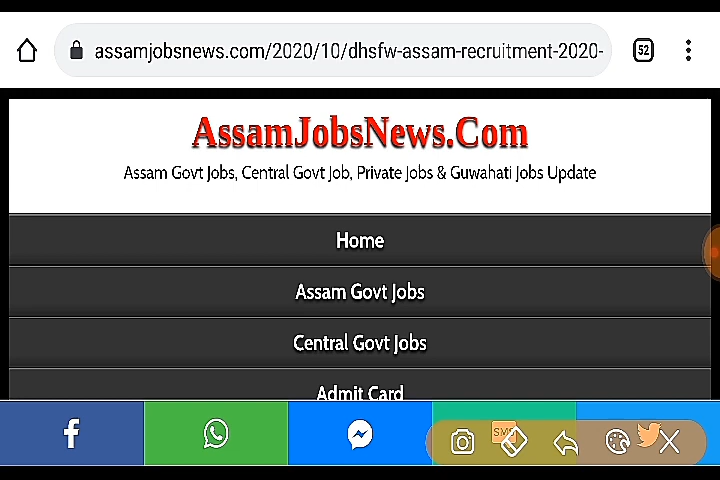 assamjobsnews.com/2020/10/dhsfw-assam-recruitment-2020-
52
AssamJobsNews.Com
Assam Govt Jobs, Central Govt Job, Private Jobs & Guwahati Jobs Update
Home
Assam Govt Jobs
Central Govt Jobs
Admit Card
SMS